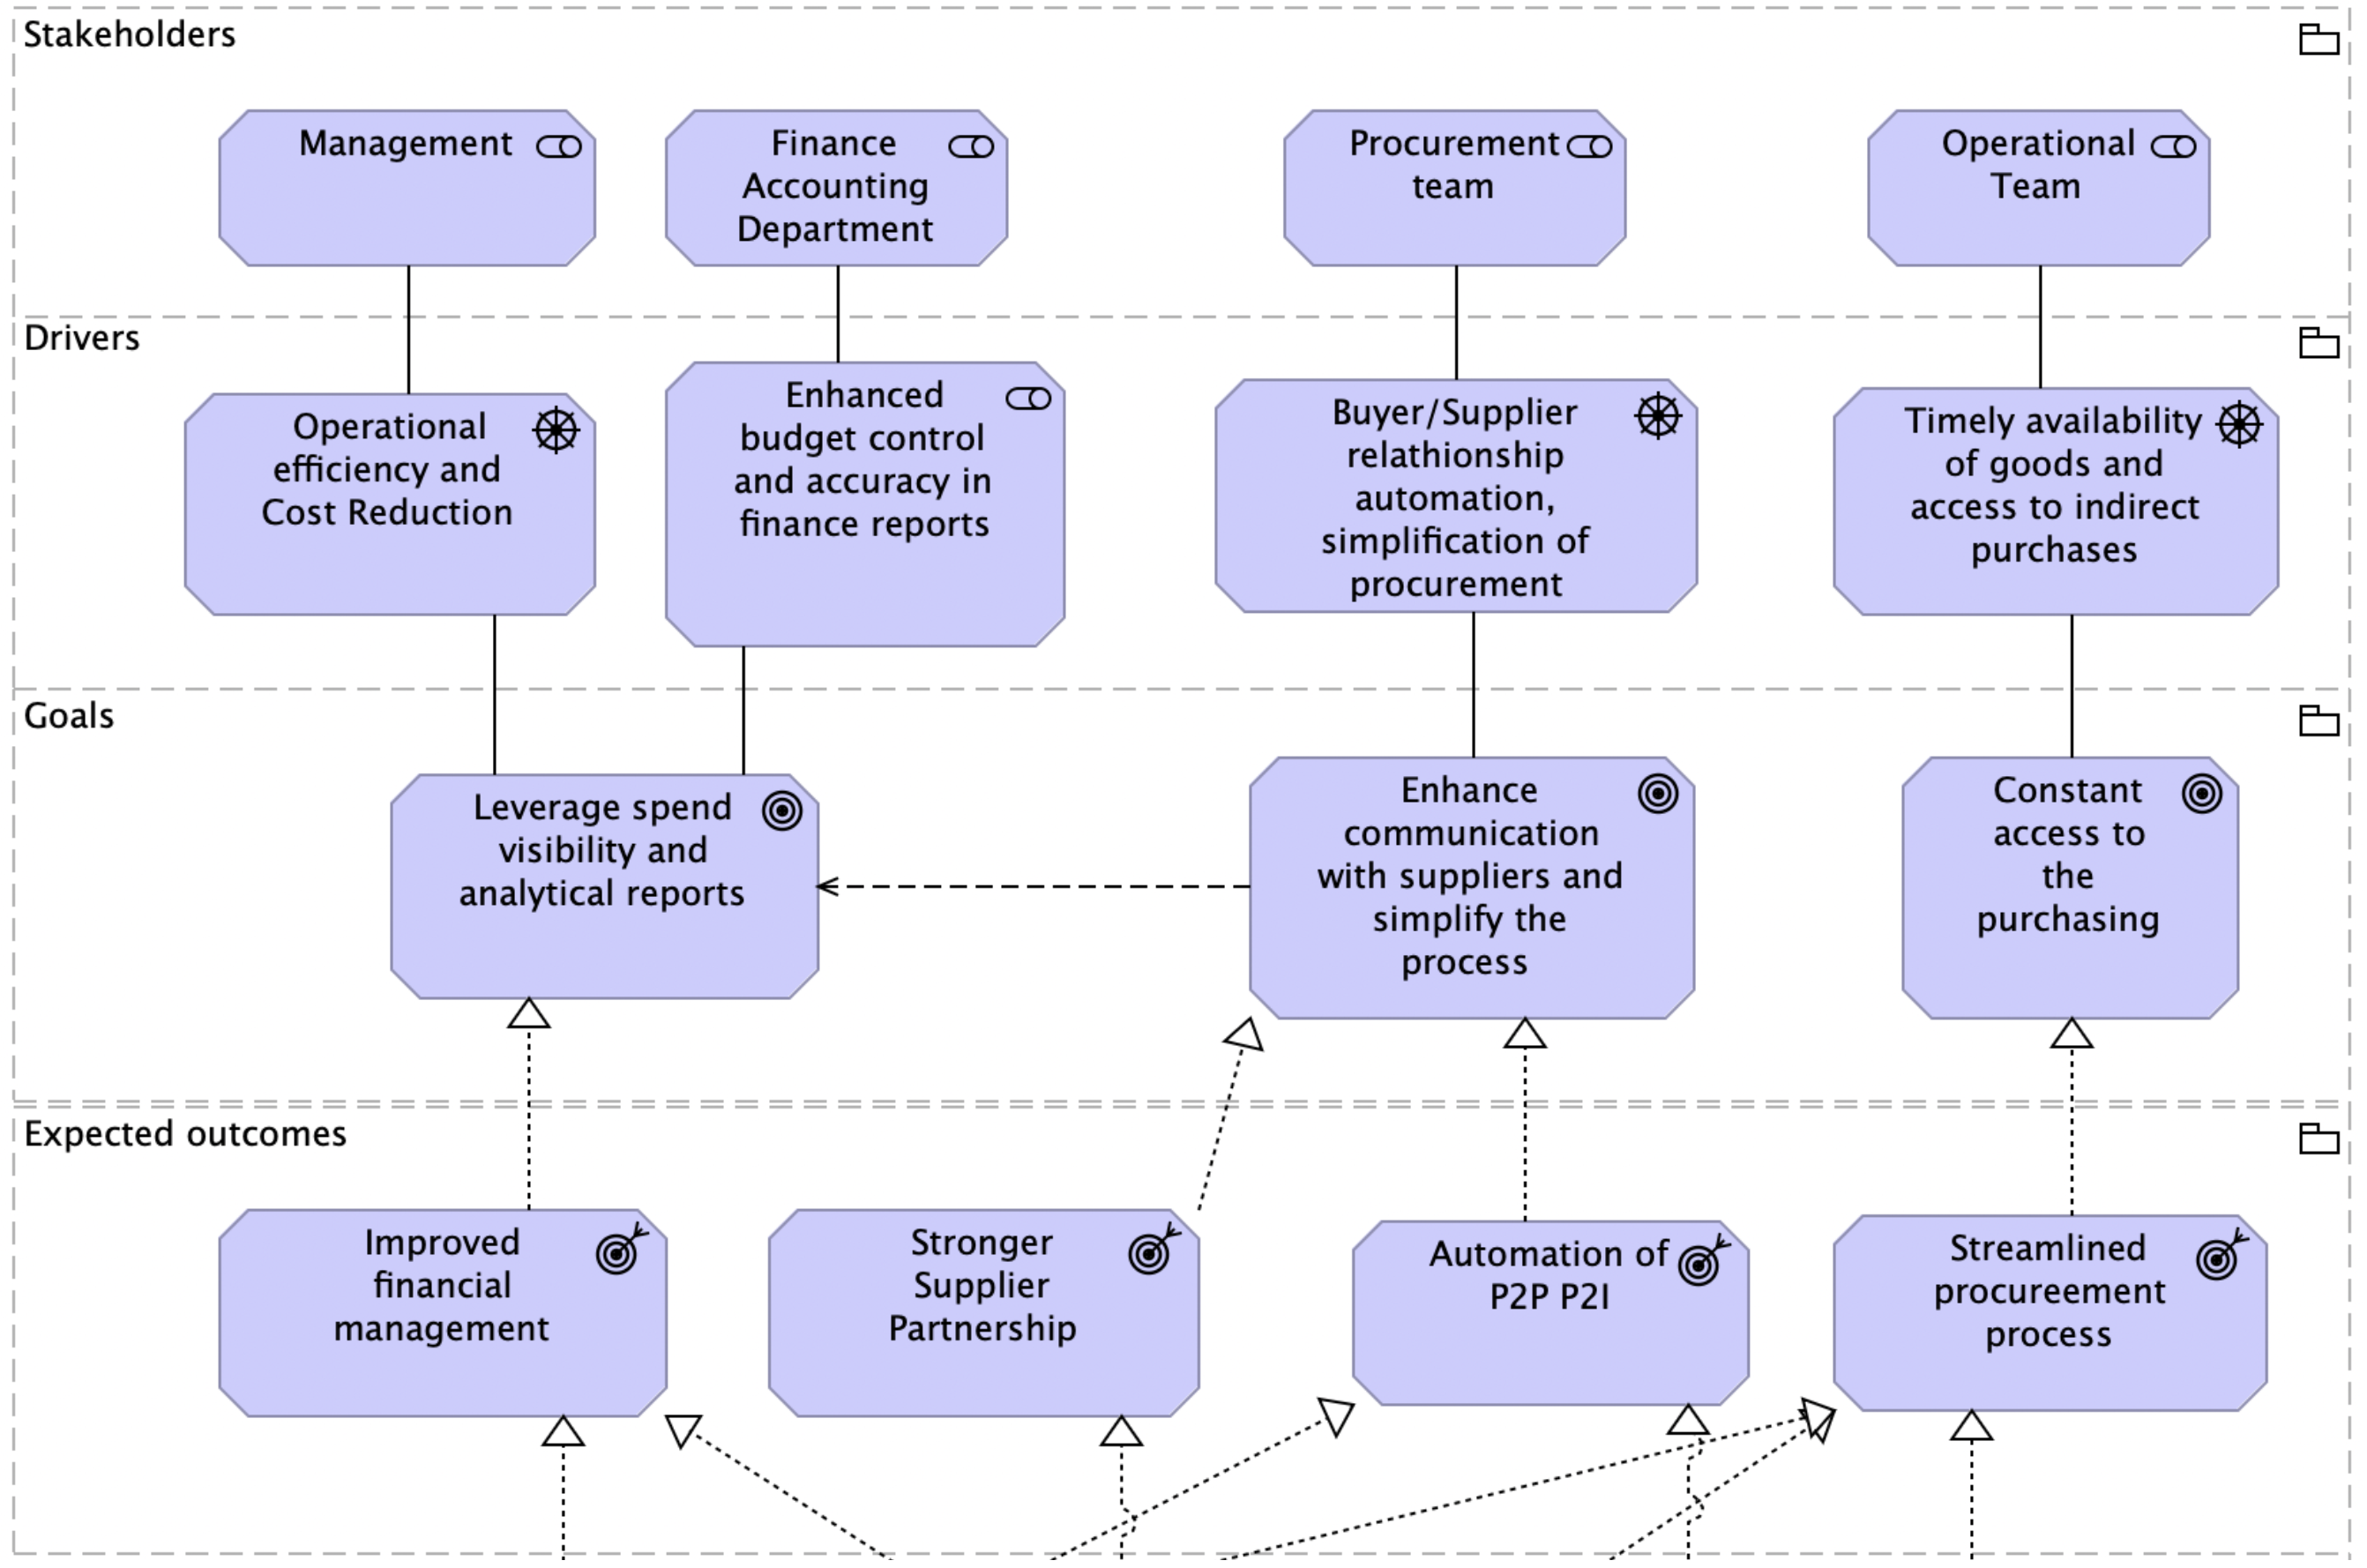 Stakeholders
Management
Finance
Accounting
Department
Procurement
team
Operational
Team
Drivers
Operational
efficiency and
Cost Reduction
Enhanced
budget control
and accuracy in
finance reports
Buyer/Supplier
relathionship
automation,
simplification of
procurement
Timely availability
of goods and
access to indirect
purchases
Goals
Leverage spend
visibility and
analytical reports
Enhance
communication
with suppliers and
simplify the
process
Constant
access to
the
purchasing
Expected outcomes
Improved
financial
management
Stronger
Supplier
Partnership
Automation of
P2P P2I
Streamlined
procureement
process